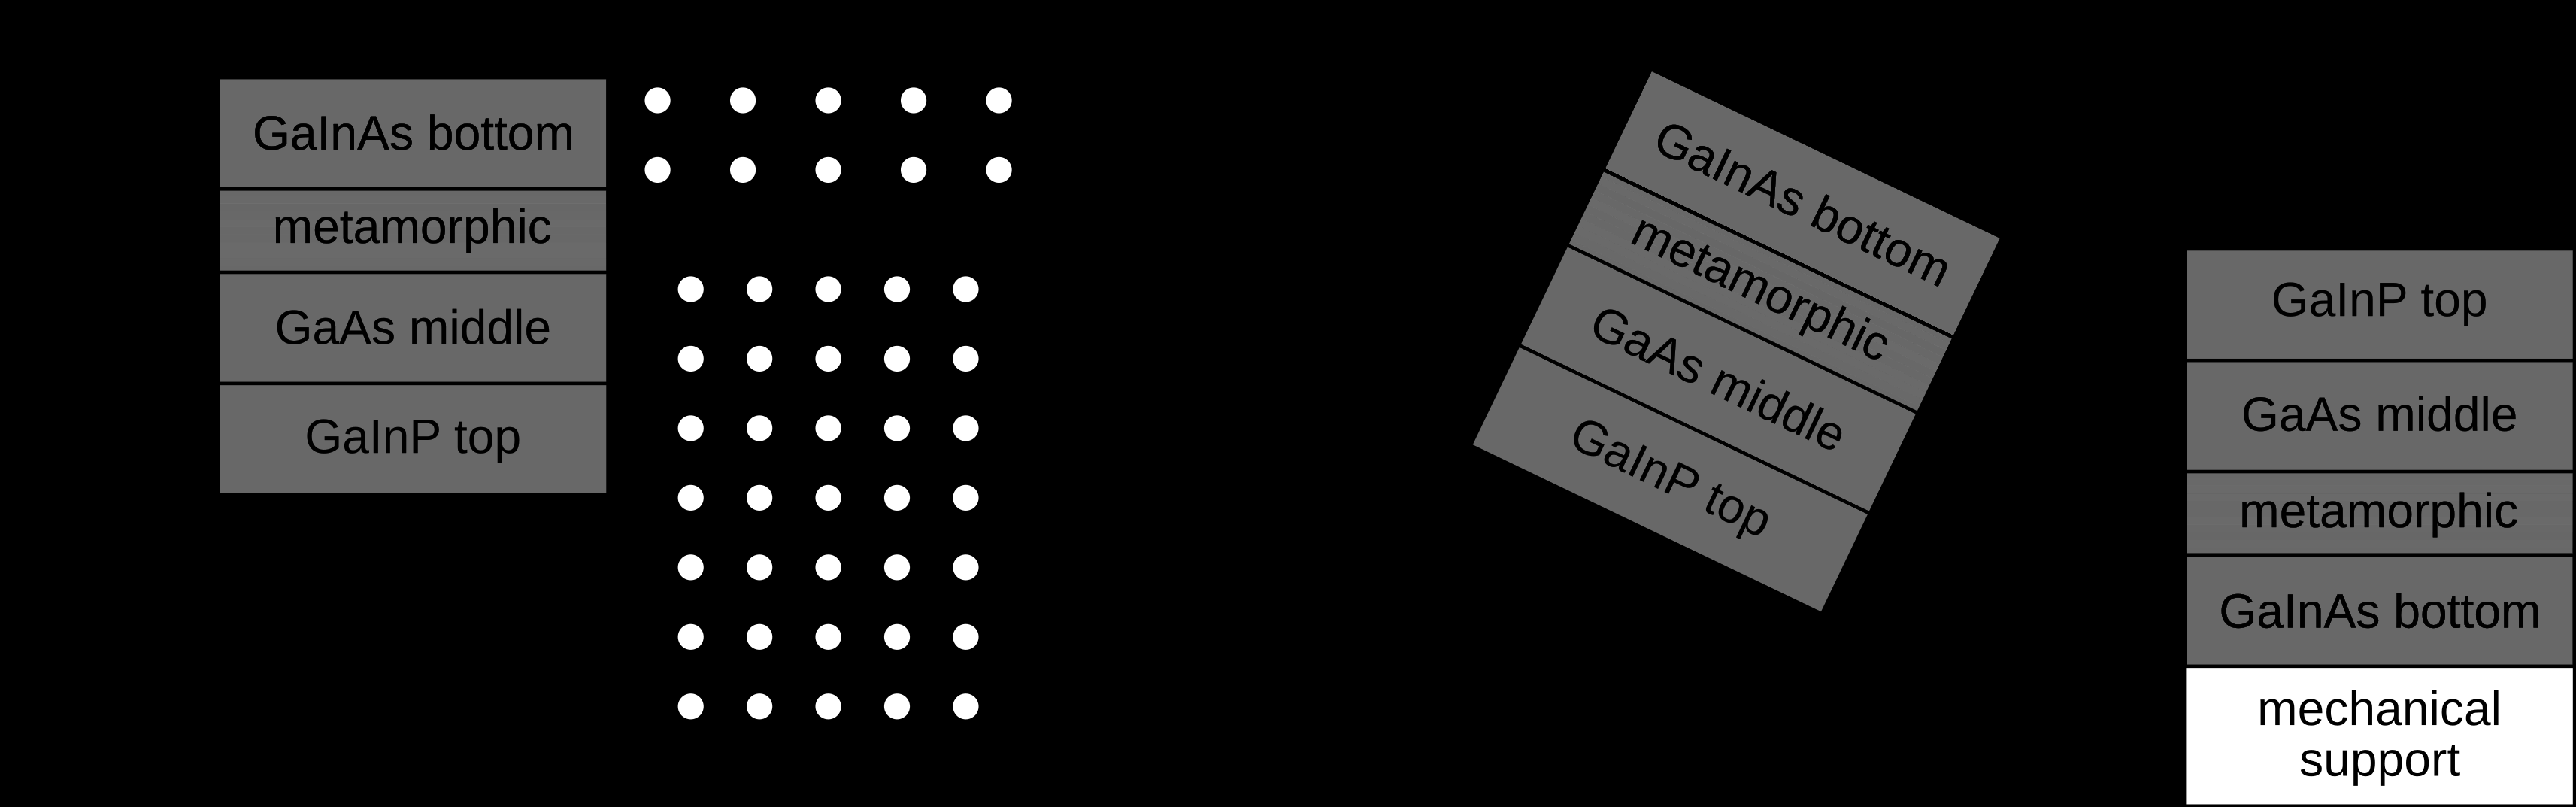 GaInAs bottom
metamorphic
GaAs middle
GaInP top
GaInAs bottom
metamorphic
GaAs middle
GaInP top
GaInP top
GaAs middle
metamorphic
GaInAs bottom
mechanical
support